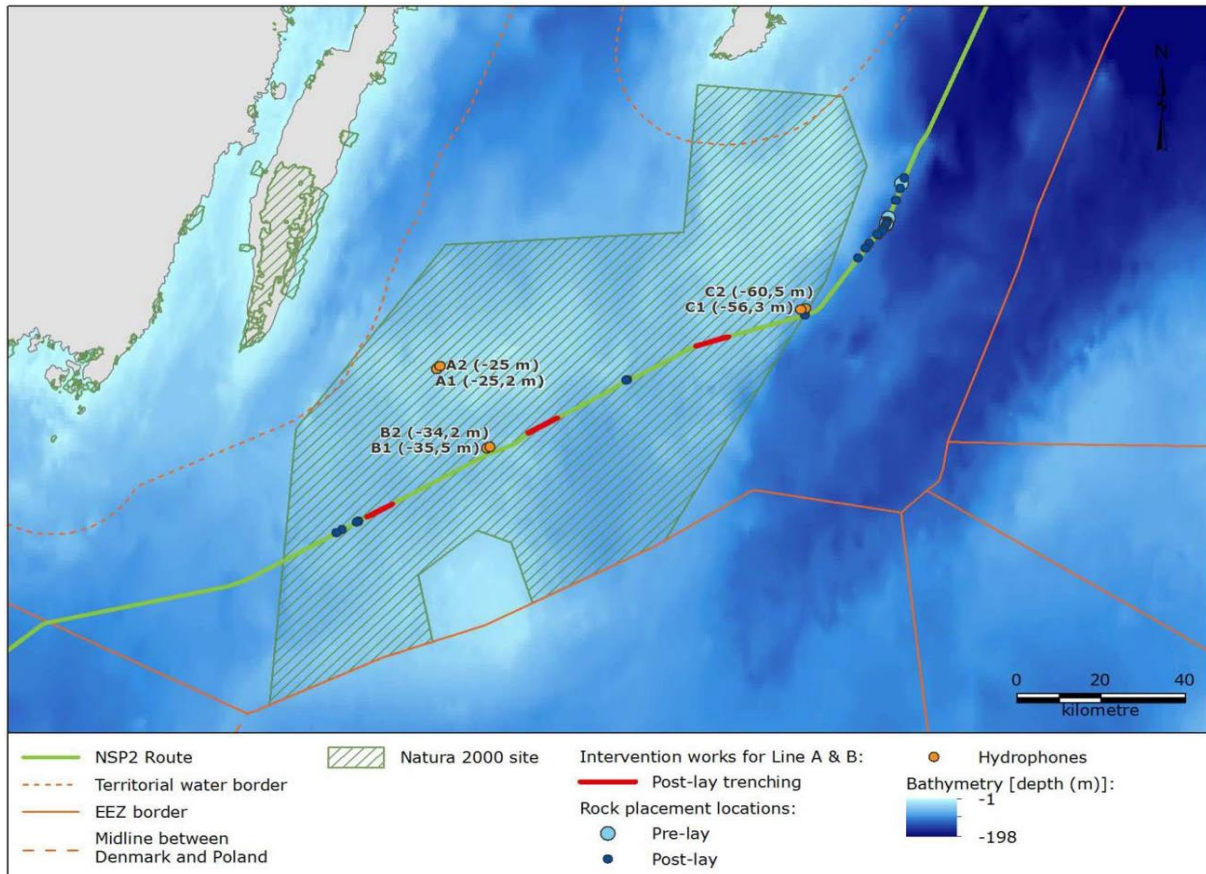 N
C2 (-60,5 m)
C1 (-56,3 m)
A2 (-25 m)
A1 (-25,2 m)
B2 (-34,2 m)
B1 (-35,5 m)
0 20 40
kilometre
NSP2 Route
Territorial water border
EEZ border
Midline between
Denmark and Poland
Natura 2000 site
Intervention works for Line A & B:
Post-lay trenching
Rock placement locations:
Pre-lay
Post-lay
Hydrophones
Bathymetry [depth (m)]:
-1
-198